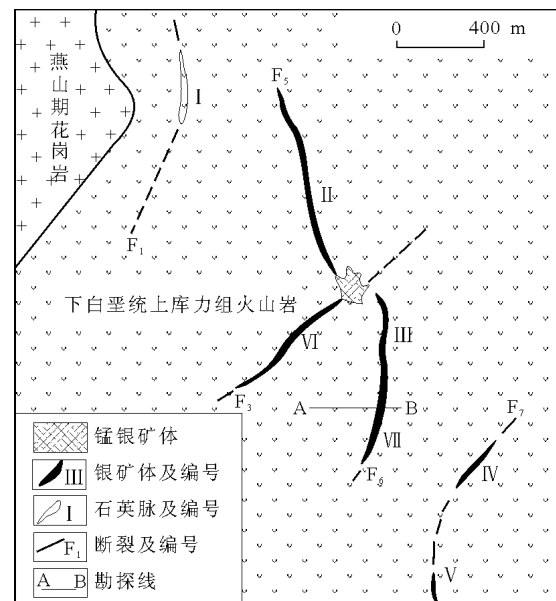 0 400 m
燕山期花岗岩
I
F5
II
F1
下白垩统上库力组火山岩
III
VI
F3
A B
VII
F9
F7
IV
V
锰银矿体
III 银矿体及编号
I 石英脉及编号
F1 断裂及编号
A B 勘探线